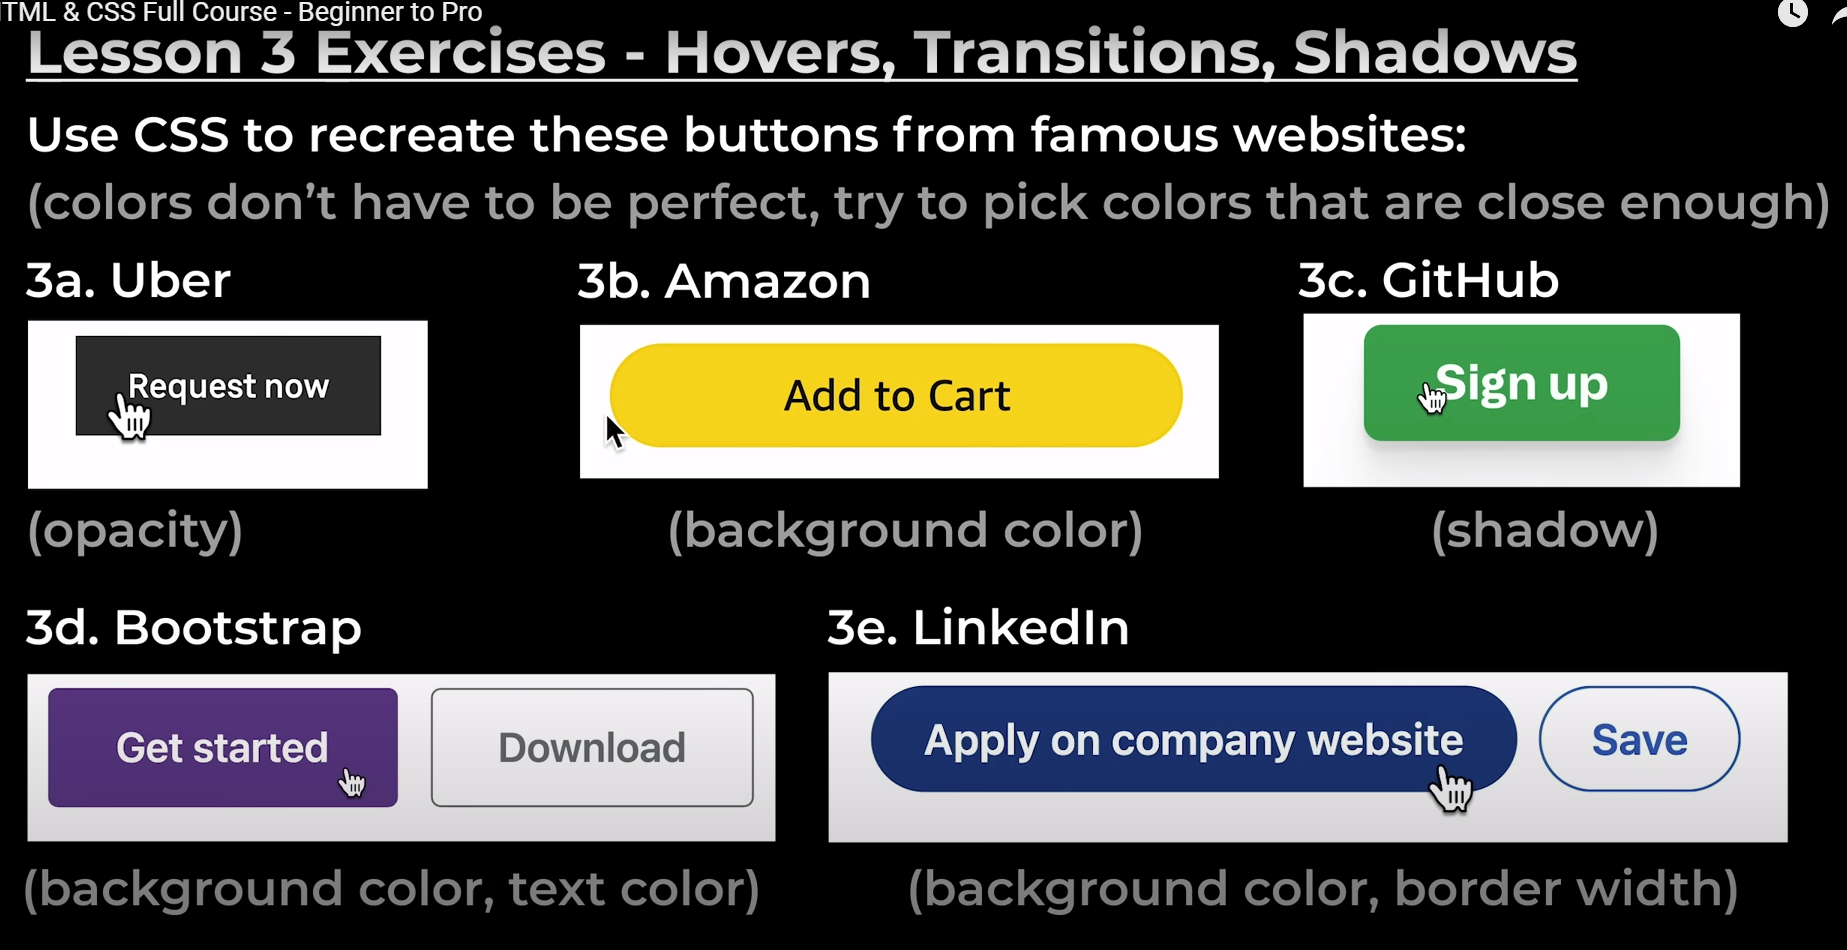 TML & CSS Full Course - Beginner to Pro
Lesson 3 Exercises - Hovers, Transitions, Shadows
Use CSS to recreate these buttons from famous websites:
(colors don't have to be perfect, try to pick colors that are close enough)
3a. Uber
Request now
(opacity)
3b. Amazon
Add to Cart
(background color)
3c. GitHub
Sign up
(shadow)
3d. Bootstrap
Get started
Download
(background color, text color)
3e. LinkedIn
Apply on company website
Save
(background color, border width)